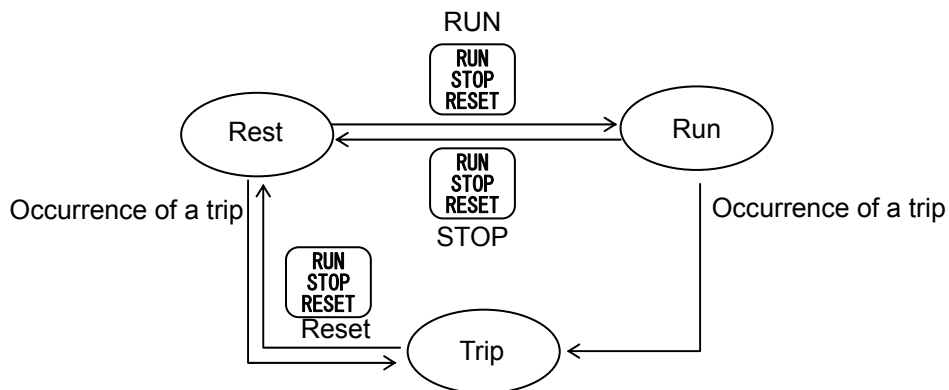 RUN
RUN
STOP
RESET
Rest
Run
RUN
STOP
RESET
STOP
Occurrence of a trip
Occurrence of a trip
RUN
STOP
RESET
Reset
Trip